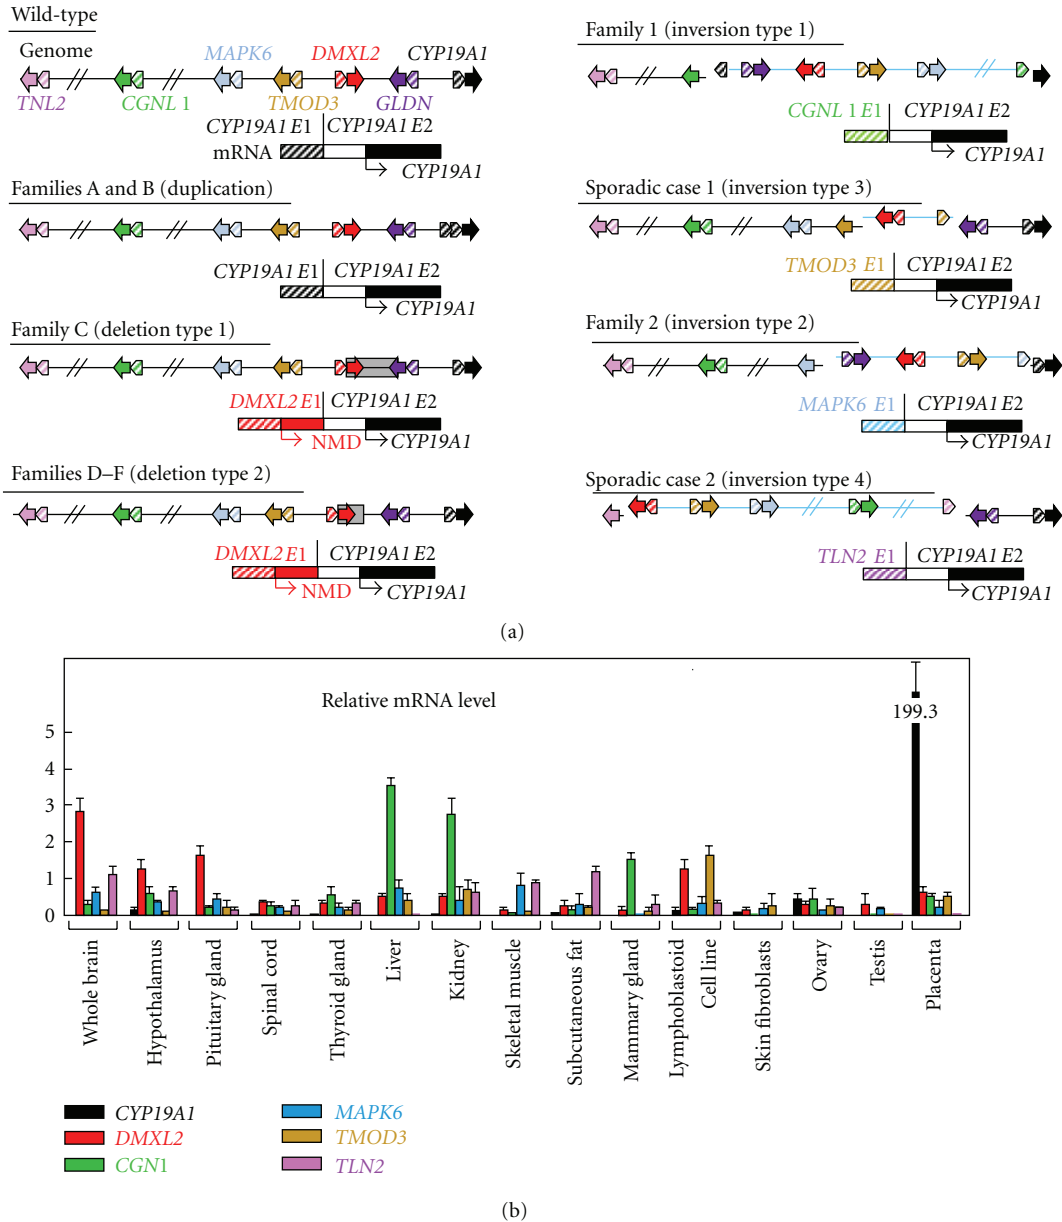 Wild-type
Genome
MAPK6
DMXL2
CYP19A1
TNL2
CGNL 1
TMOD3
GLDN
CYP19A1 E1
CYP19A1 E2
mRNA
CYP19A1
Families A and B (duplication)
CYP19A1 E1
CYP19A1 E2
CYP19A1
Family C (deletion type 1)
DMXL2 E1
CYP19A1 E2
NMD
CYP19A1
Families D–F (deletion type 2)
DMXL2 E1
CYP19A1 E2
NMD
CYP19A1
Family 1 (inversion type 1)
CGNL 1 E1
CYP19A1 E2
CYP19A1
Sporadic case 1 (inversion type 3)
TMOD3 E1
CYP19A1 E2
CYP19A1
Family 2 (inversion type 2)
MAPK6 E1
CYP19A1 E2
CYP19A1
Sporadic case 2 (inversion type 4)
TLN2 E1
CYP19A1 E2
CYP19A1
(a)
Relative mRNA level
199.3
5
4
3
2
1
0
Whole brain
Hypothalamus
Pituitary gland
Spinal cord
Thyroid gland
Liver
Kidney
Skeletal muscle
Subcutaneous fat
Mammary gland
Lymphoblastoid
Cell line
Skin fibroblasts
Ovary
Testis
Placenta
CYP19A1
DMXL2
CGN1
MAPK6
TMOD3
TLN2
(b)